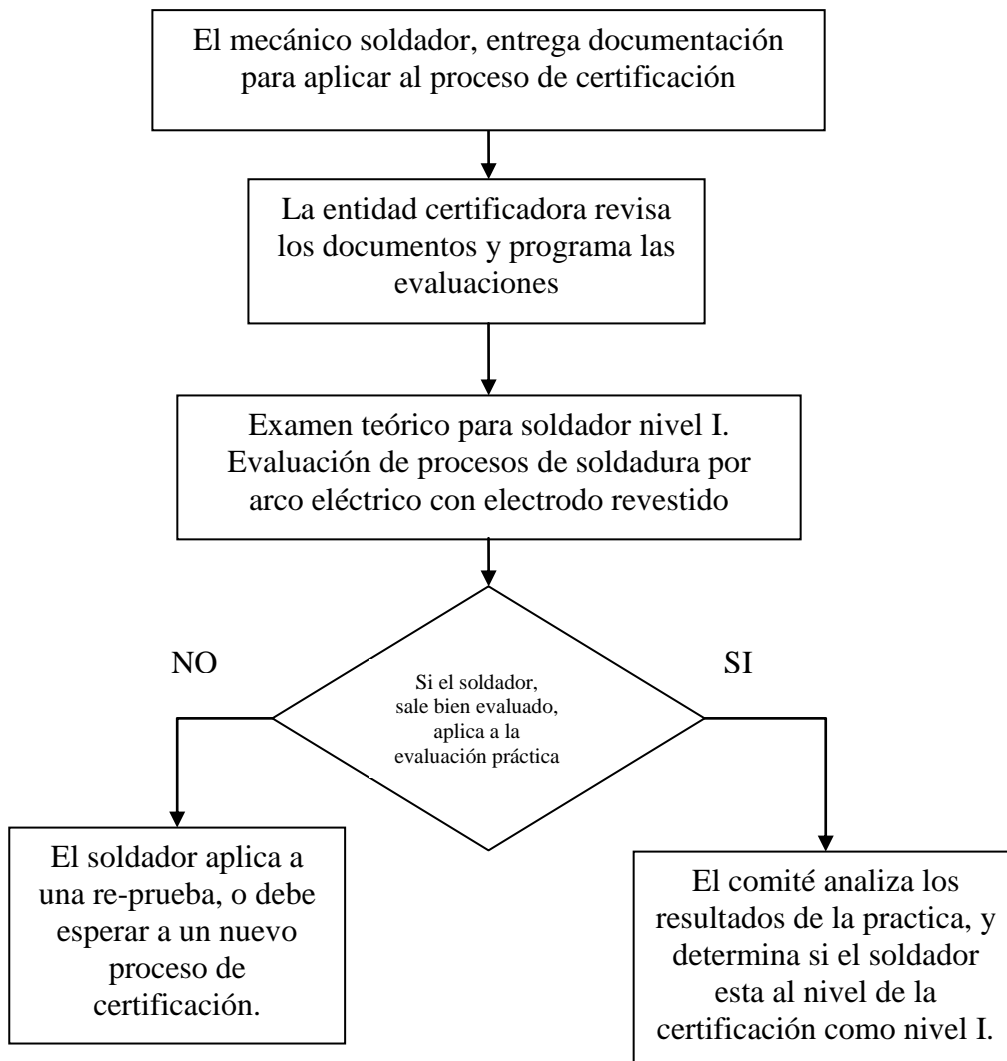 El mecánico soldador, entrega documentación
para aplicar al proceso de certificación
La entidad certificadora revisa
los documentos y programa las
evaluaciones
Examen teórico para soldador nivel I.
Evaluación de procesos de soldadura por
arco eléctrico con electrodo revestido
NO
SI
Si el soldador,
sale bien evaluado,
aplica a la
evaluación práctica
El soldador aplica a
una re-prueba, o debe
esperar a un nuevo
proceso de
certificación.
El comité analiza los
resultados de la practica, y
determina si el soldador
esta al nivel de la
certificación como nivel I.